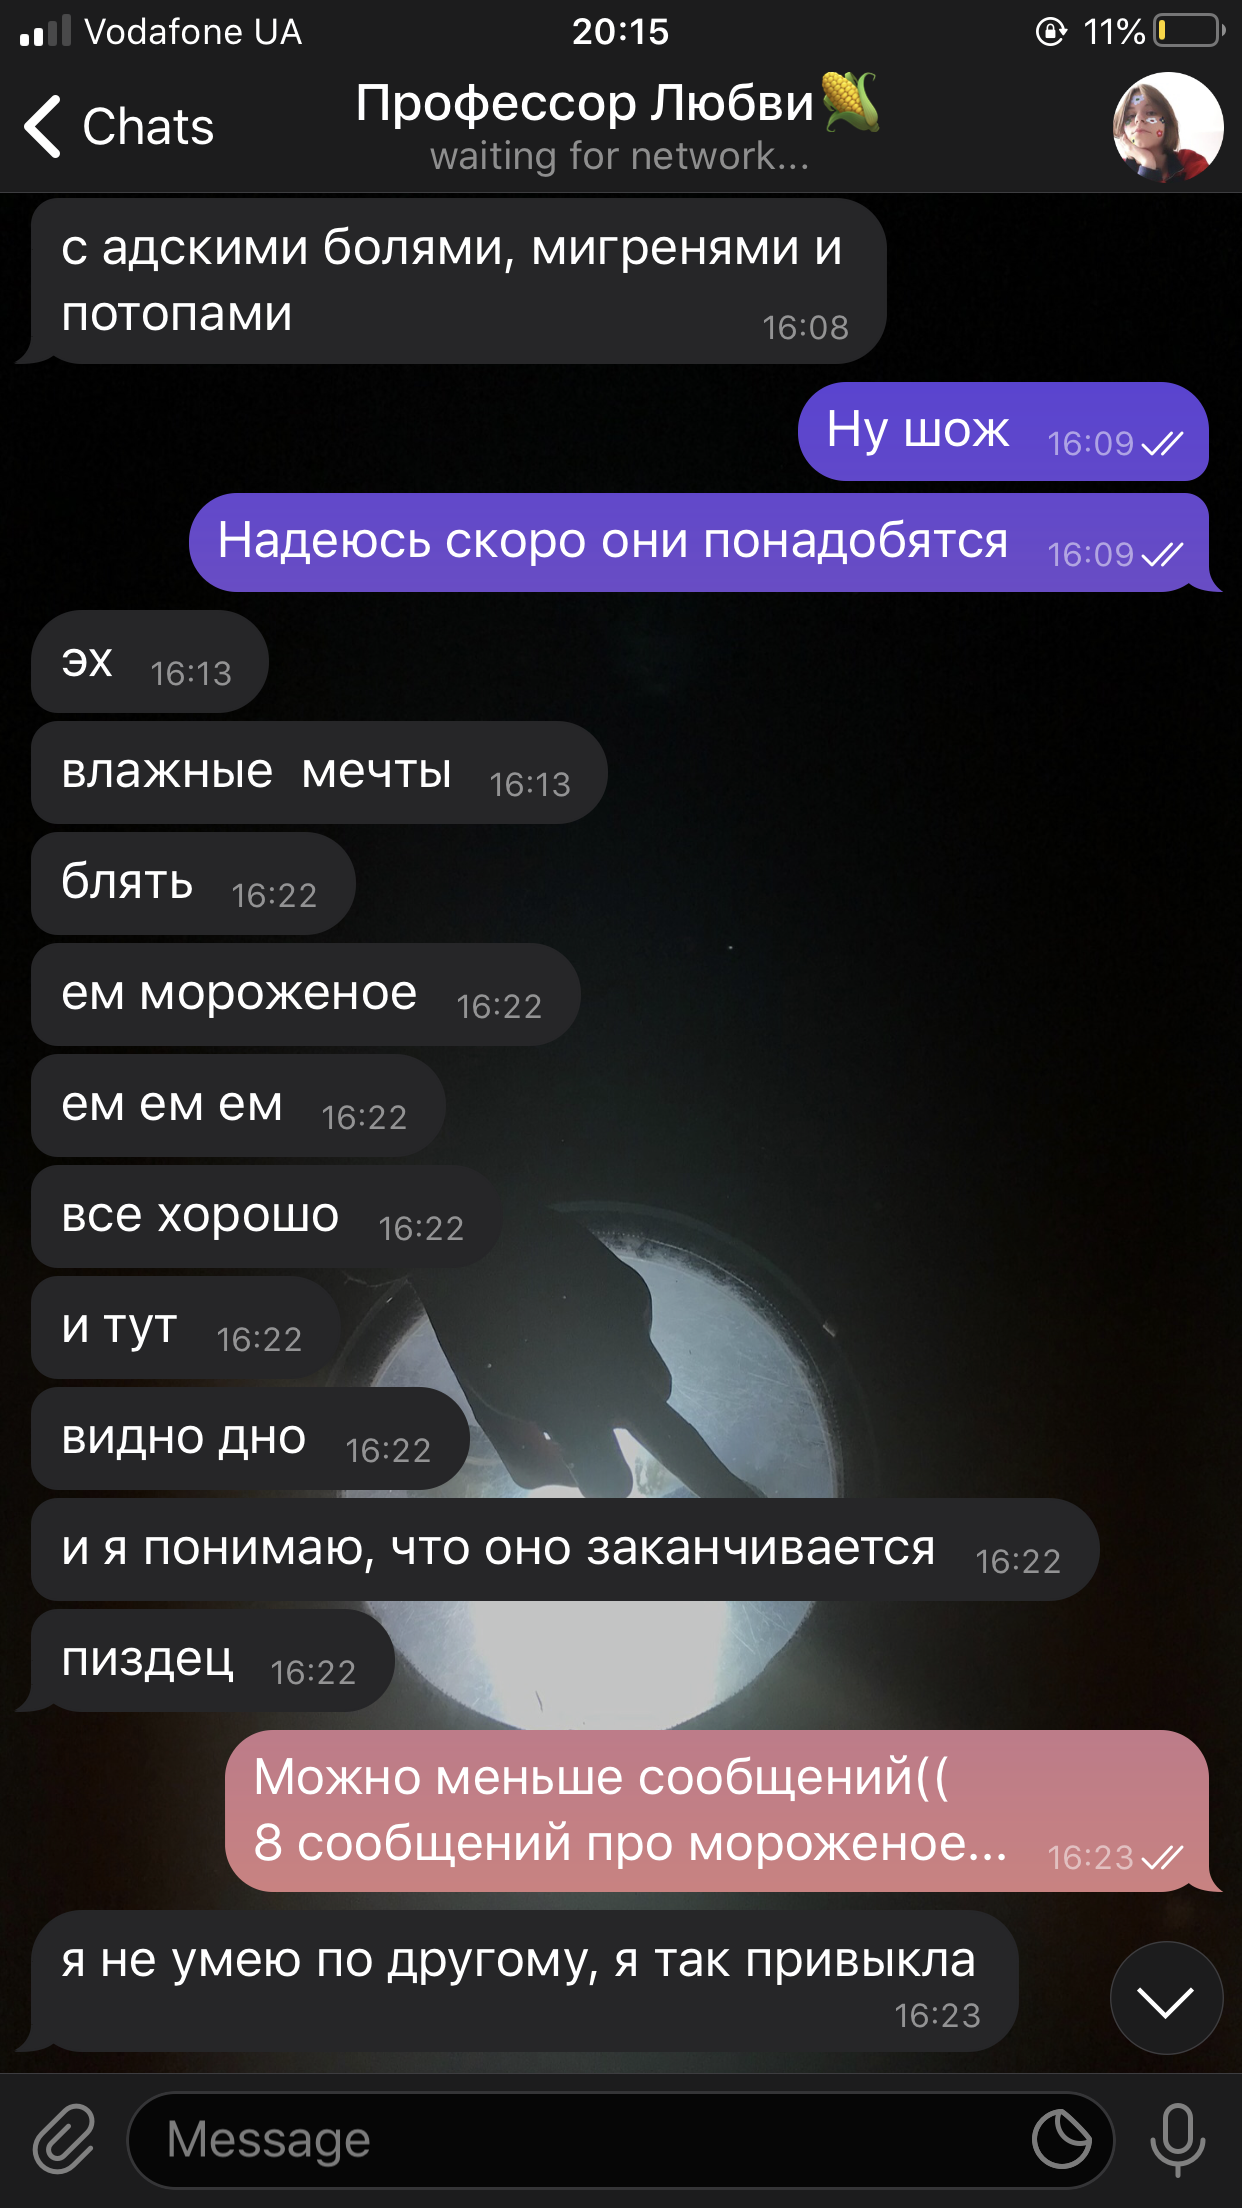 Vodafone UA 20:15 11%
Chats Профессор Любви🌽
waiting for network...
с адскими болями, мигренями и
потопами 16:08
Ну шож 16:09
Надеюсь скоро они понадобятся 16:09
эх 16:13
влажные  мечты 16:13
блять 16:22
ем мороженое 16:22
ем ем ем 16:22
все хорошо 16:22
и тут 16:22
видно дно 16:22
и я понимаю, что оно заканчивается 16:22
пиздец 16:22
Можно меньше сообщений((
8 сообщений про мороженое... 16:23
я не умею по другому, я так привыкла
16:23
Message